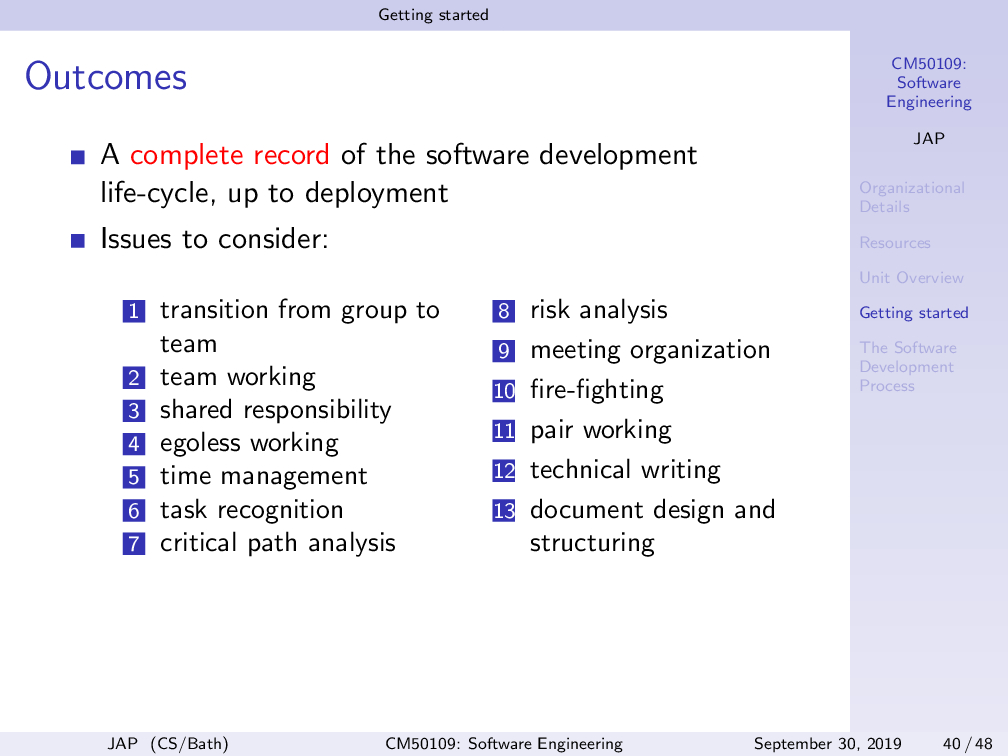 Getting started
Outcomes
A complete record of the software development
life-cycle, up to deployment
Issues to consider:
1 transition from group to
team
2 team working
3 shared responsibility
4 egoless working
5 time management
6 task recognition
7 critical path analysis
8 risk analysis
9 meeting organization
10 fire-fighting
11 pair working
12 technical writing
13 document design and
structuring
CM50109:
Software
Engineering
JAP
Organizational
Details
Resources
Unit Overview
Getting started
The Software
Development
Process
JAP (CS/Bath)
CM50109: Software Engineering
September 30, 2019
40 / 48